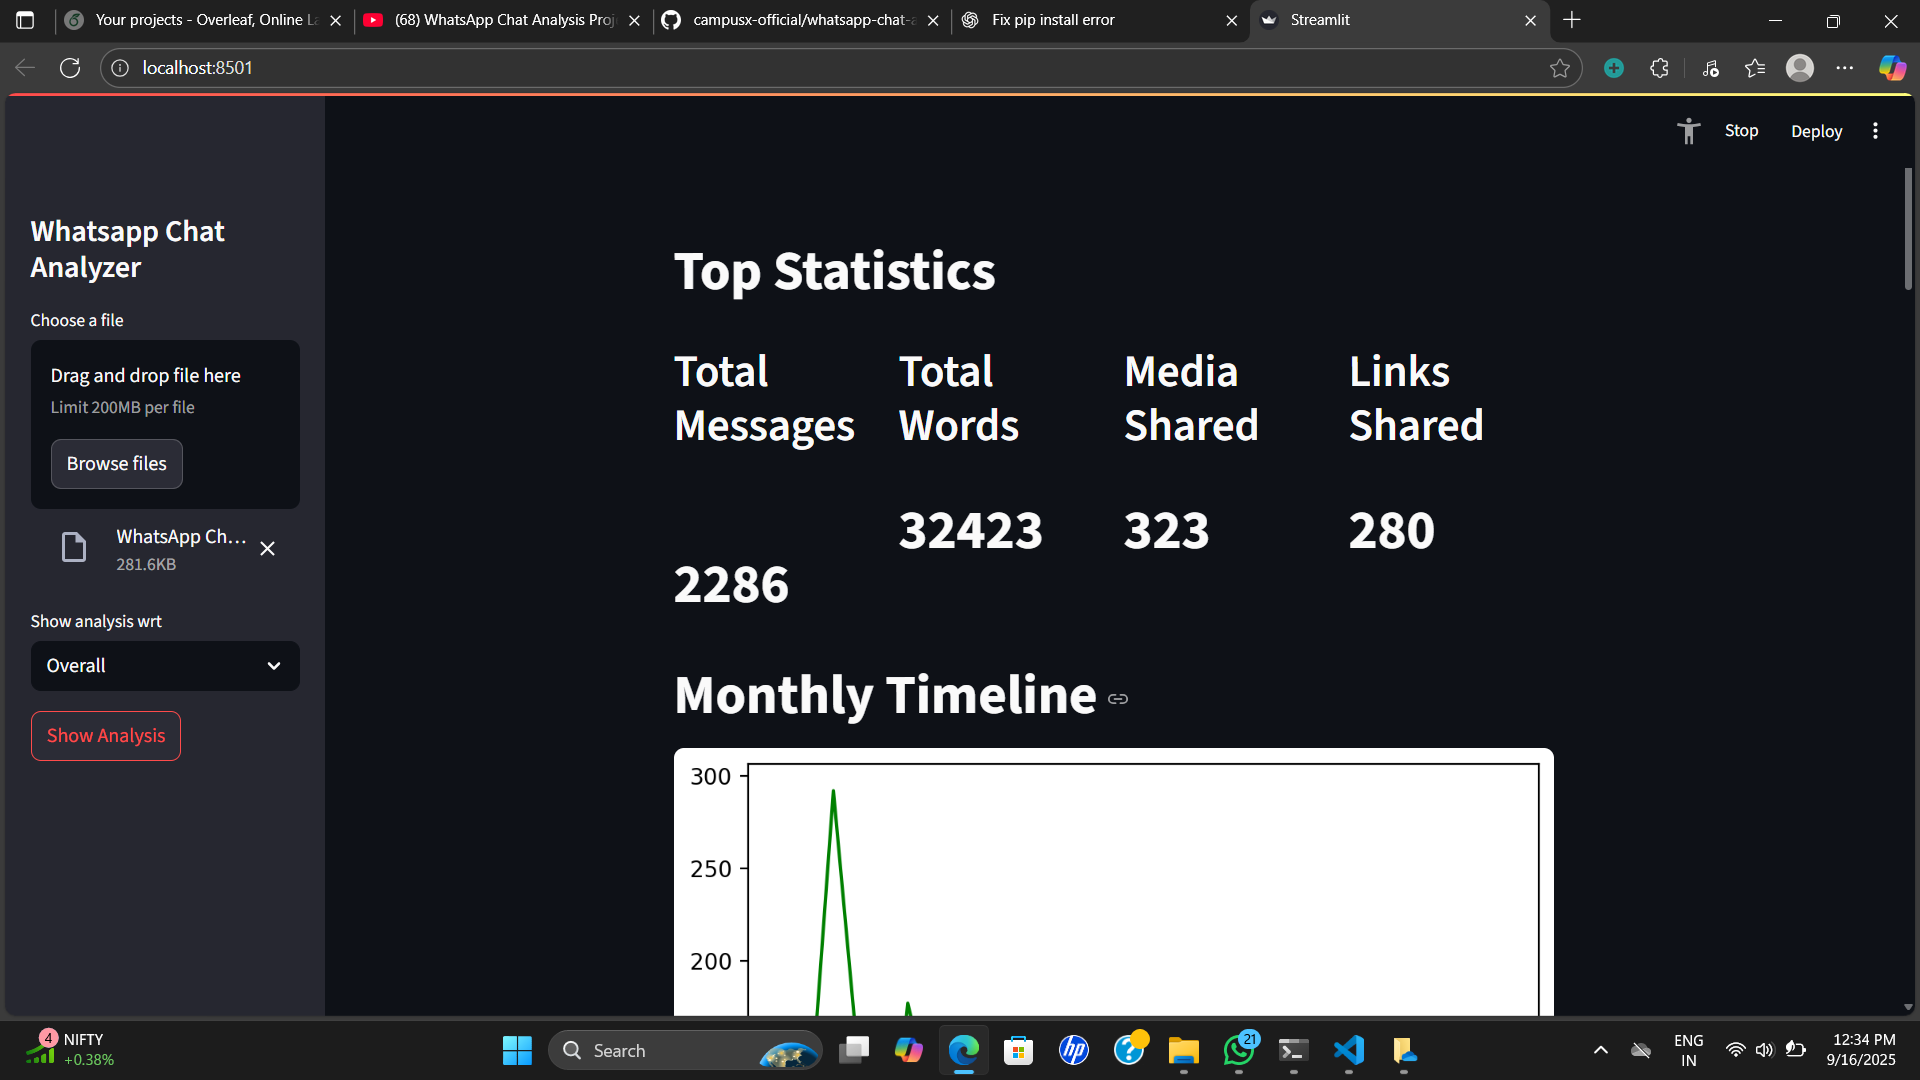 Your projects - Overleaf, Online La
(68) WhatsApp Chat Analysis Proj
campusx-official/whatsapp-chat-a
Fix pip install error
Streamlit
localhost:8501
Stop
Deploy
Whatsapp Chat
Analyzer
Choose a file
Drag and drop file here
Limit 200MB per file
Browse files
WhatsApp Ch...
281.6KB
Show analysis wrt
Overall
Show Analysis
Top Statistics
Total
Messages
2286
Total
Words
32423
Media
Shared
323
Links
Shared
280
Monthly Timeline
300
250
200
4
NIFTY
+0.38%
Search
hp
?
21
ENG
IN
12:34 PM
9/16/2025